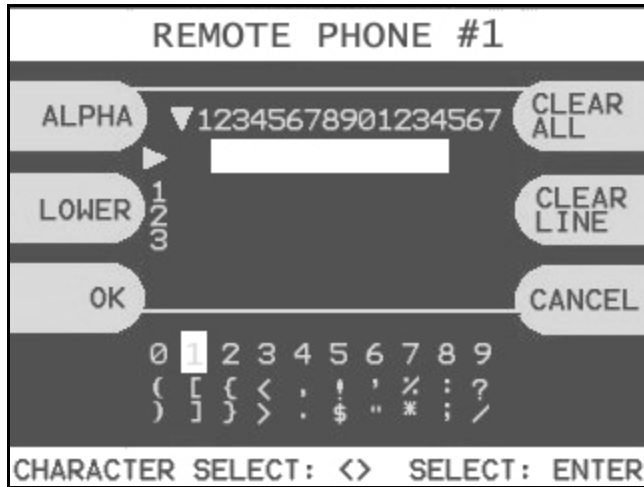 REMOTE PHONE #1
ALPHA
12345678901234567
CLEAR
ALL
LOWER
1
2
3
CLEAR
LINE
OK
CANCEL
0 1 2 3 4 5 6 7 8 9
( [ { < , ! ' % : ?
) ] } > . $ " * ; /
CHARACTER SELECT: <> SELECT: ENTER